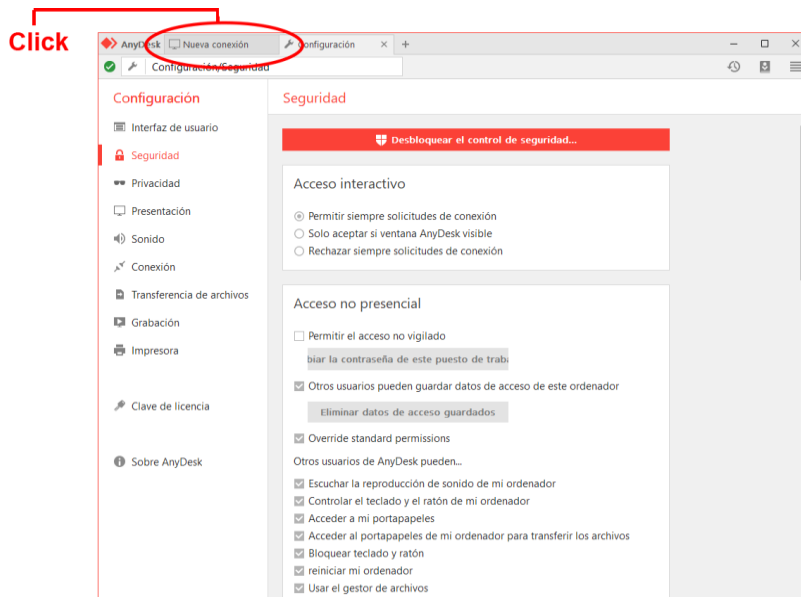 Click
AnyDesk Nueva conexión Configuración × +
Configuración/Seguridad
Configuración
Seguridad
Interfaz de usuario
Seguridad
Privacidad
Presentación
Sonido
Conexión
Transferencia de archivos
Grabación
Impresora
Clave de licencia
Sobre AnyDesk
Desbloquear el control de seguridad...
Acceso interactivo
Permitir siempre solicitudes de conexión
Solo aceptar si ventana AnyDesk visible
Rechazar siempre solicitudes de conexión
Acceso no presencial
Permitir el acceso no vigilado
biar la contraseña de este puesto de traba
Otros usuarios pueden guardar datos de acceso de este ordenador
Eliminar datos de acceso guardados
Override standard permissions
Otros usuarios de AnyDesk pueden...
Escuchar la reproducción de sonido de mi ordenador
Controlar el teclado y el ratón de mi ordenador
Acceder a mi portapapeles
Acceder al portapapeles de mi ordenador para transferir los archivos
Bloquear teclado y ratón
reiniciar mi ordenador
Usar el gestor de archivos